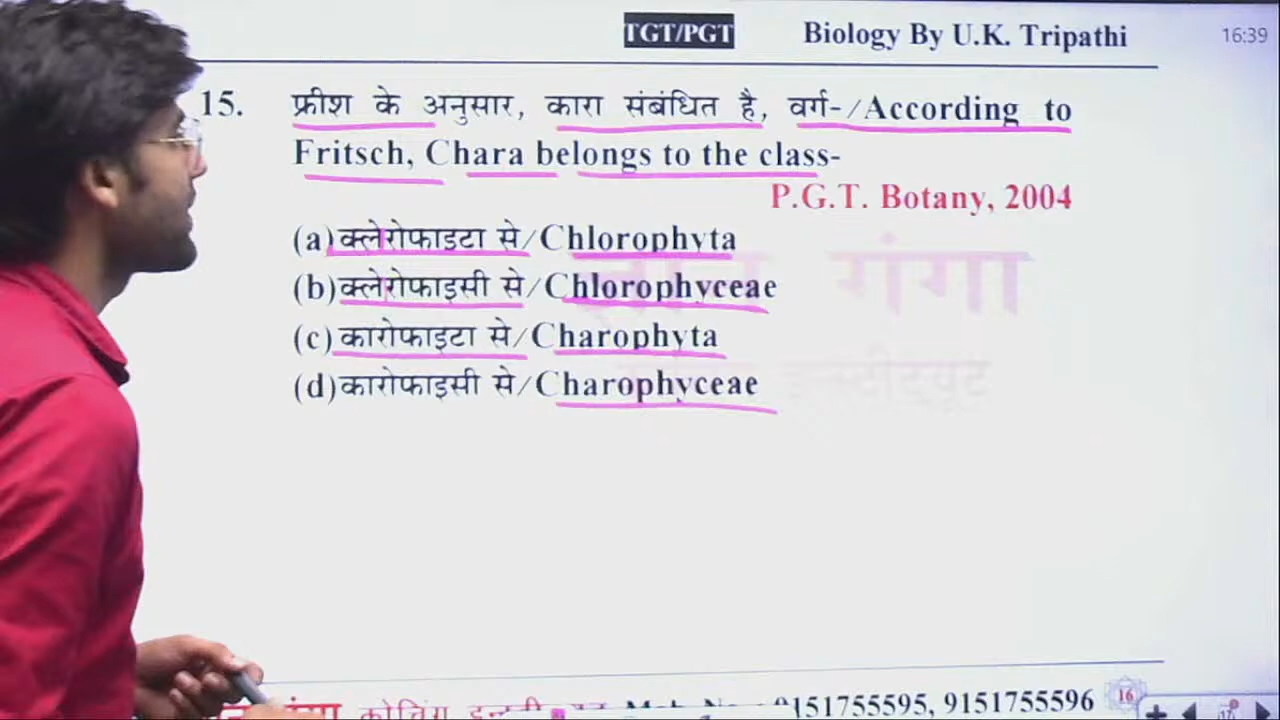 TGT/PGT Biology By U.K. Tripathi 16:39
15. फ्रीश के अनुसार, कारा संबंधित है, वर्ग-/According to
Fritsch, Chara belongs to the class-
P.G.T. Botany, 2004
(a) क्लेरोफाइटा से/Chlorophyta
(b) क्लेरोफाइसी से/Chlorophyceae
(c) कारोफाइटा से/Charophyta
(d) कारोफाइसी से/Charophyceae
ज्ञान गंगा
इन्स्टीट्यूट
गंगा कोचिंग 9151755595, 9151755596 16